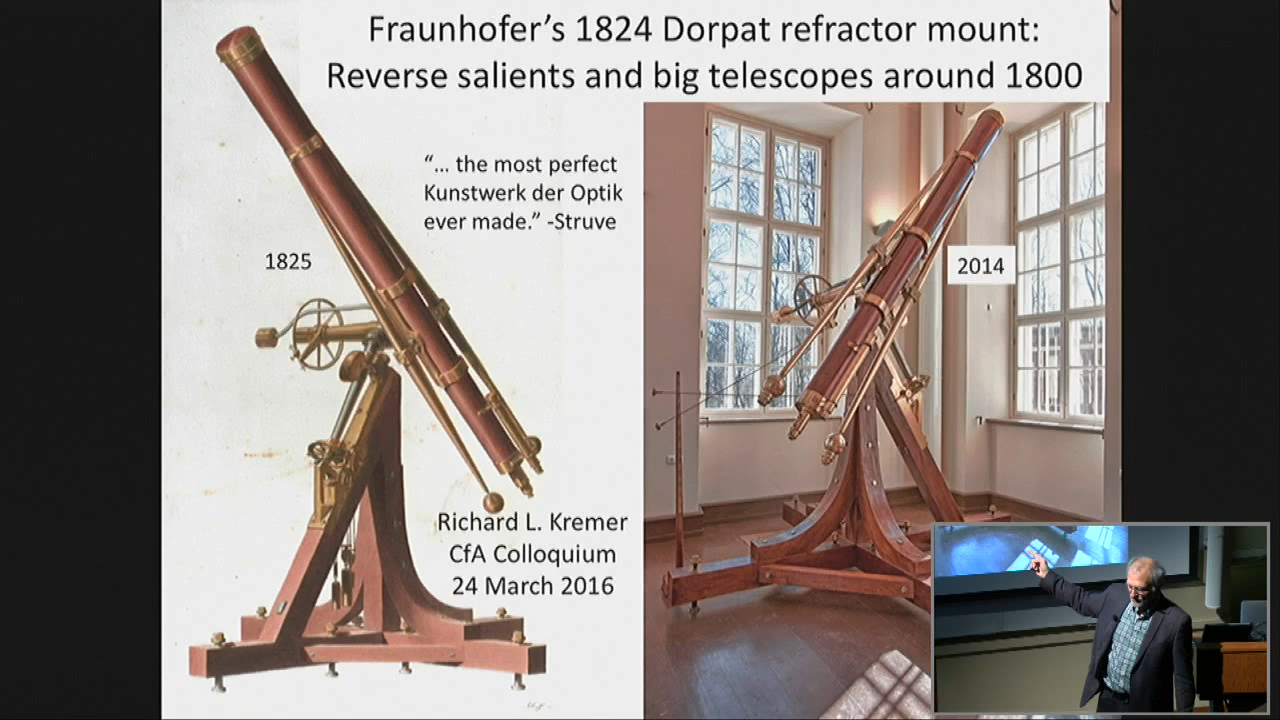 Fraunhofer’s 1824 Dorpat refractor mount:
Reverse salients and big telescopes around 1800
“... the most perfect
Kunstwerk der Optik
ever made.” -Struve
1825
2014
Richard L. Kremer
CfA Colloquium
24 March 2016